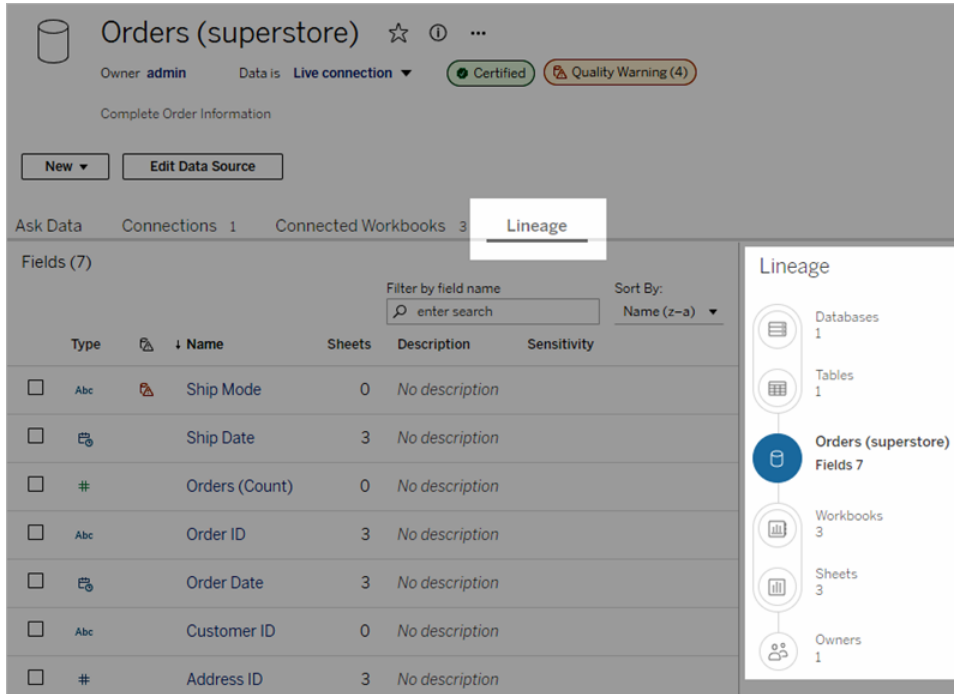 Orders (superstore) ...
Owner admin Data is Live connection Certified Quality Warning (4)
Complete Order Information
New Edit Data Source
Ask Data Connections 1 Connected Workbooks 3 Lineage
Fields (7)
Filter by field name Sort By:
enter search Name (z–a)
Type ↓ Name Sheets Description Sensitivity
Abc Ship Mode 0 No description
Ship Date 3 No description
# Orders (Count) 0 No description
Abc Order ID 3 No description
Order Date 3 No description
Abc Customer ID 0 No description
# Address ID 3 No description
Lineage
Databases
1
Tables
1
Orders (superstore)
Fields 7
Workbooks
3
Sheets
3
Owners
1